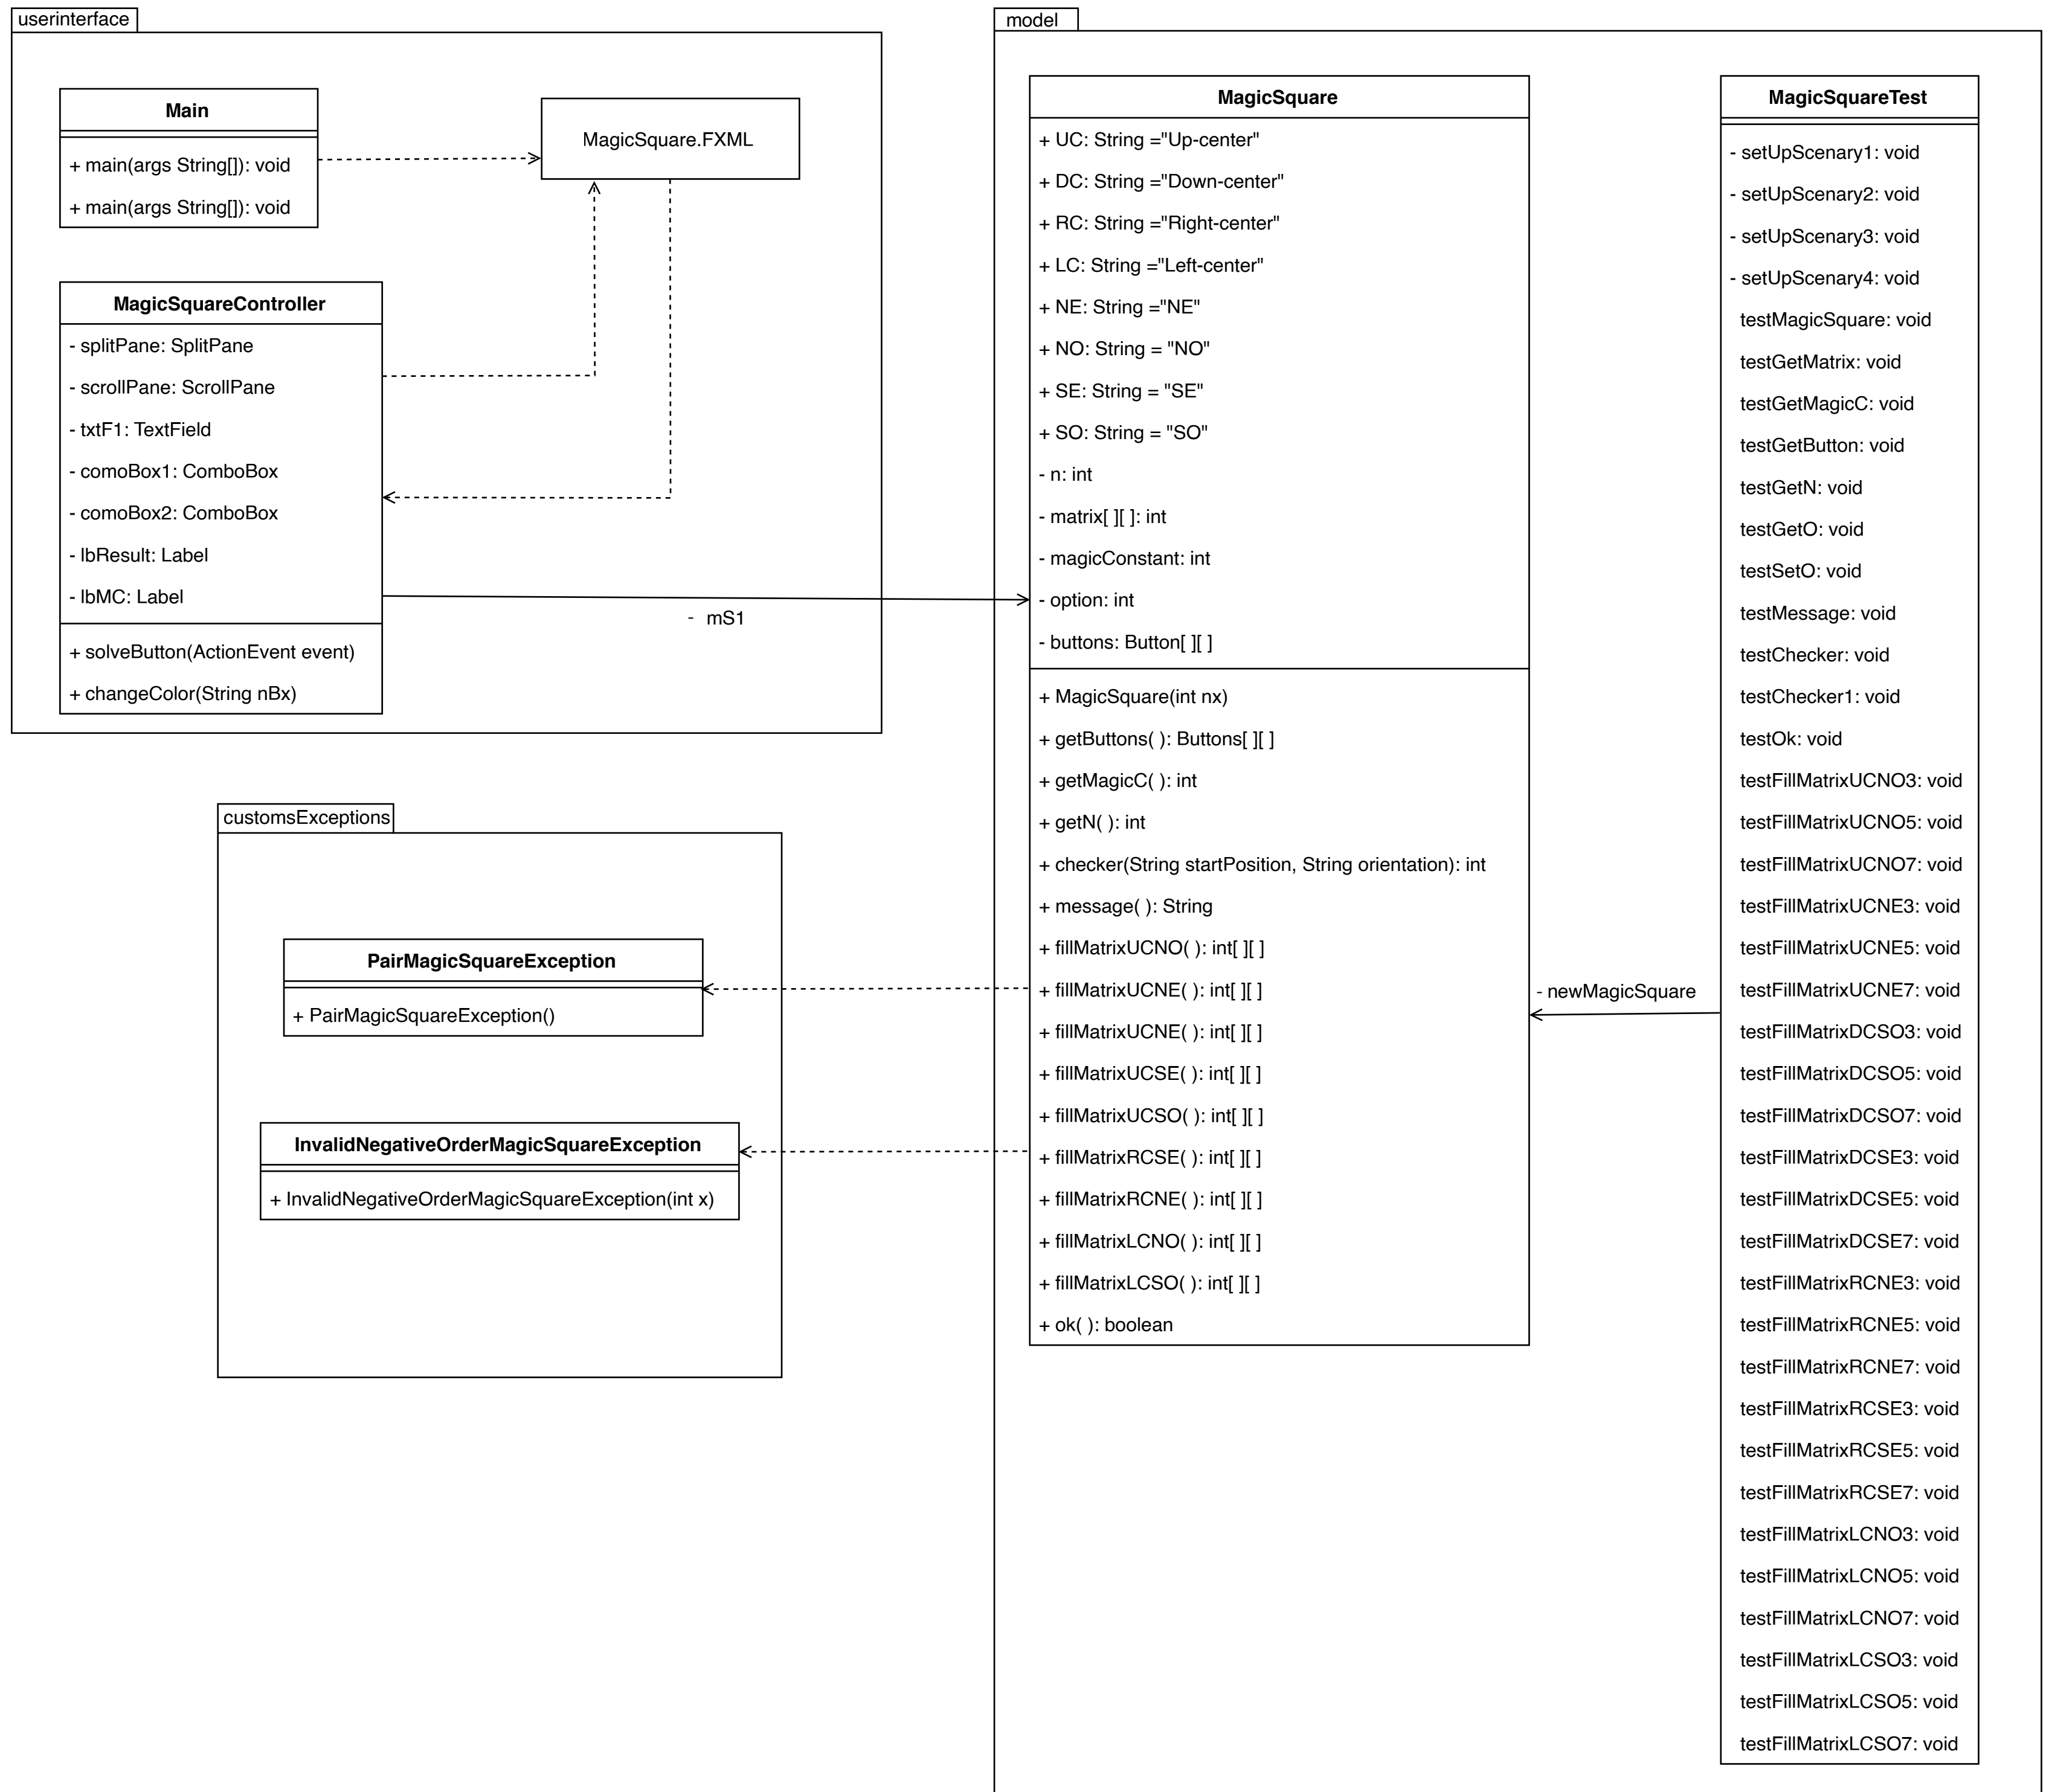 userinterface
Main
+ main(args String[]): void
+ main(args String[]): void
MagicSquare.FXML
MagicSquareController
- splitPane: SplitPane
- scrollPane: ScrollPane
- txtF1: TextField
- comoBox1: ComboBox
- comoBox2: ComboBox
- lbResult: Label
- lbMC: Label
+ solveButton(ActionEvent event)
+ changeColor(String nBx)
- mS1
customsExceptions
PairMagicSquareException
+ PairMagicSquareException()
InvalidNegativeOrderMagicSquareException
+ InvalidNegativeOrderMagicSquareException(int x)
model
MagicSquare
+ UC: String ="Up-center"
+ DC: String ="Down-center"
+ RC: String ="Right-center"
+ LC: String ="Left-center"
+ NE: String ="NE"
+ NO: String = "NO"
+ SE: String = "SE"
+ SO: String = "SO"
- n: int
- matrix[ ][ ]: int
- magicConstant: int
- option: int
- buttons: Button[ ][ ]
+ MagicSquare(int nx)
+ getButtons( ): Buttons[ ][ ]
+ getMagicC( ): int
+ getN( ): int
+ checker(String startPosition, String orientation): int
+ message( ): String
+ fillMatrixUCNO( ): int[ ][ ]
+ fillMatrixUCNE( ): int[ ][ ]
+ fillMatrixUCNE( ): int[ ][ ]
+ fillMatrixUCSE( ): int[ ][ ]
+ fillMatrixUCSO( ): int[ ][ ]
+ fillMatrixRCSE( ): int[ ][ ]
+ fillMatrixRCNE( ): int[ ][ ]
+ fillMatrixLCNO( ): int[ ][ ]
+ fillMatrixLCSO( ): int[ ][ ]
+ ok( ): boolean
- newMagicSquare
MagicSquareTest
- setUpScenary1: void
- setUpScenary2: void
- setUpScenary3: void
- setUpScenary4: void
testMagicSquare: void
testGetMatrix: void
testGetMagicC: void
testGetButton: void
testGetN: void
testGetO: void
testSetO: void
testMessage: void
testChecker: void
testChecker1: void
testOk: void
testFillMatrixUCNO3: void
testFillMatrixUCNO5: void
testFillMatrixUCNO7: void
testFillMatrixUCNE3: void
testFillMatrixUCNE5: void
testFillMatrixUCNE7: void
testFillMatrixDCSO3: void
testFillMatrixDCSO5: void
testFillMatrixDCSO7: void
testFillMatrixDCSE3: void
testFillMatrixDCSE5: void
testFillMatrixDCSE7: void
testFillMatrixRCNE3: void
testFillMatrixRCNE5: void
testFillMatrixRCNE7: void
testFillMatrixRCSE3: void
testFillMatrixRCSE5: void
testFillMatrixRCSE7: void
testFillMatrixLCNO3: void
testFillMatrixLCNO5: void
testFillMatrixLCNO7: void
testFillMatrixLCSO3: void
testFillMatrixLCSO5: void
testFillMatrixLCSO7: void